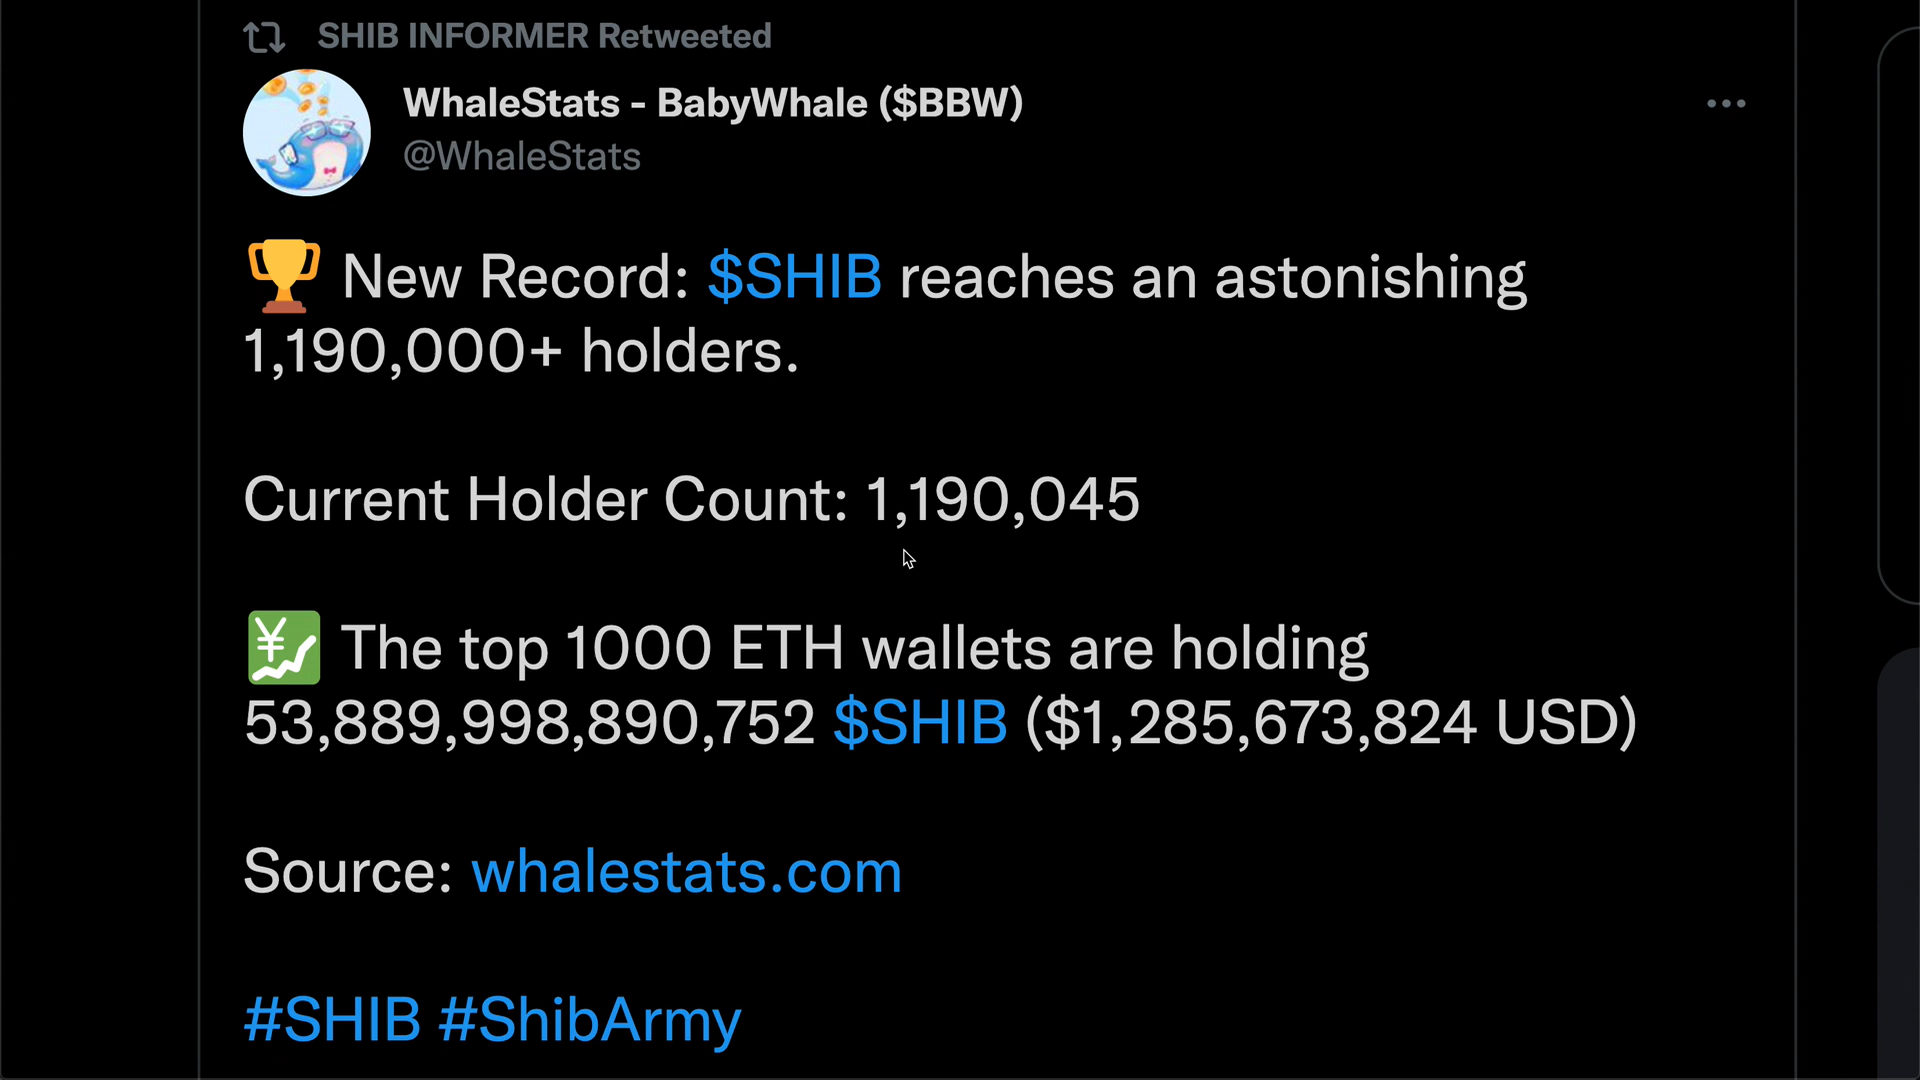 SHIB INFORMER Retweeted
WhaleStats - BabyWhale ($BBW)
@WhaleStats
🏆 New Record: $SHIB reaches an astonishing
1,190,000+ holders.
Current Holder Count: 1,190,045
💹 The top 1000 ETH wallets are holding
53,889,998,890,752 $SHIB ($1,285,673,824 USD)
Source: whalestats.com
#SHIB #ShibArmy